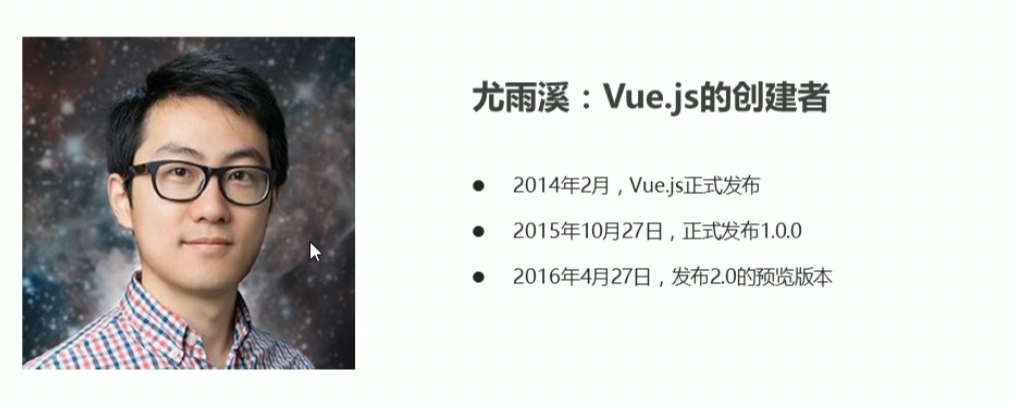 尤雨溪：Vue.js的创建者
● 2014年2月，Vue.js正式发布
● 2015年10月27日，正式发布1.0.0
● 2016年4月27日，发布2.0的预览版本